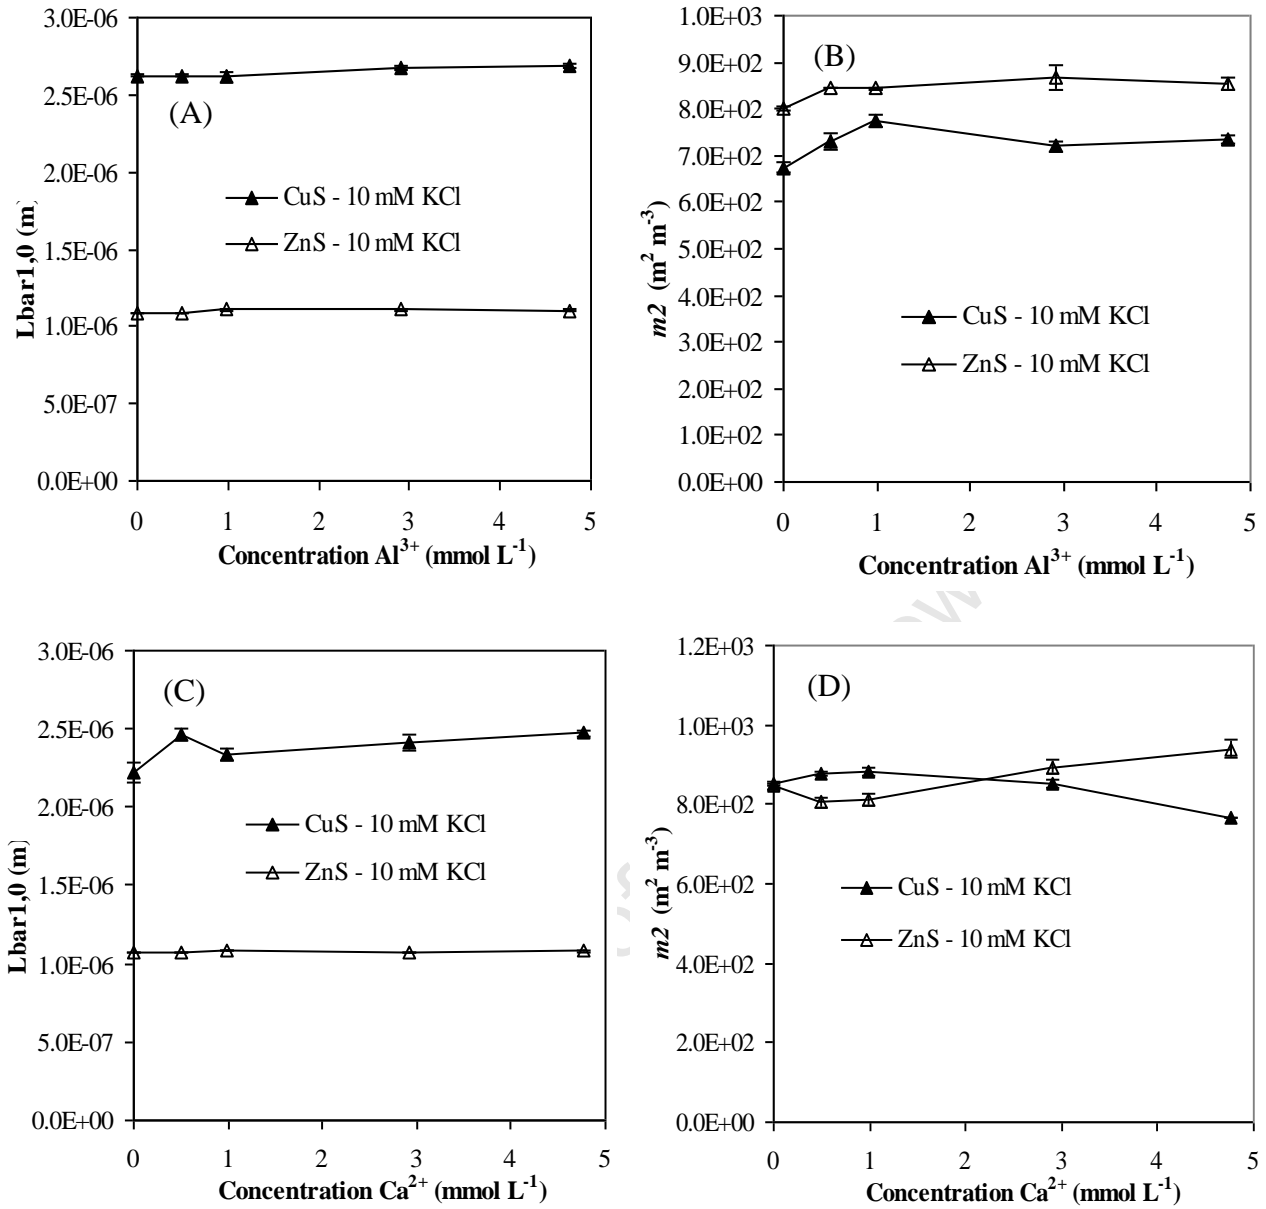 3.0E-06
2.5E-06
2.0E-06
1.5E-06
1.0E-06
5.0E-07
0.0E+00
Lbar1,0 (m)
(A)
CuS - 10 mM KCl
ZnS - 10 mM KCl
0 1 2 3 4 5
Concentration Al³⁺ (mmol L⁻¹)
1.0E+03
9.0E+02
8.0E+02
7.0E+02
6.0E+02
5.0E+02
4.0E+02
3.0E+02
2.0E+02
1.0E+02
0.0E+00
m2 (m² m⁻³)
(B)
CuS - 10 mM KCl
ZnS - 10 mM KCl
0 1 2 3 4 5
Concentration Al³⁺ (mmol L⁻¹)
3.0E-06
2.5E-06
2.0E-06
1.5E-06
1.0E-06
5.0E-07
0.0E+00
Lbar1,0 (m)
(C)
CuS - 10 mM KCl
ZnS - 10 mM KCl
0 1 2 3 4 5
Concentration Ca²⁺ (mmol L⁻¹)
1.2E+03
1.0E+03
8.0E+02
6.0E+02
4.0E+02
2.0E+02
0.0E+00
m2 (m² m⁻³)
(D)
CuS - 10 mM KCl
ZnS - 10 mM KCl
0 1 2 3 4 5
Concentration Ca²⁺ (mmol L⁻¹)